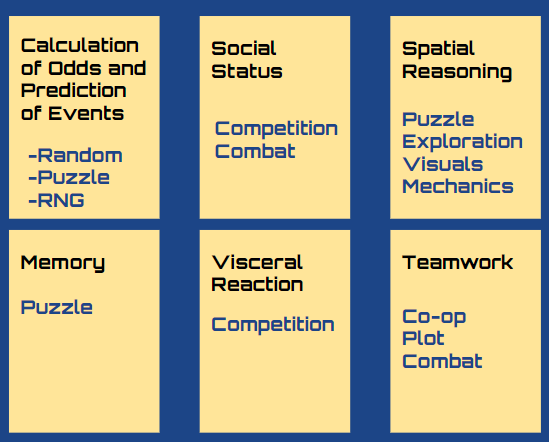 Calculation
of Odds and
Prediction
of Events
-Random
-Puzzle
-RNG
Social
Status
Competition
Combat
Spatial
Reasoning
Puzzle
Exploration
Visuals
Mechanics
Memory
Puzzle
Visceral
Reaction
Competition
Teamwork
Co-op
Plot
Combat